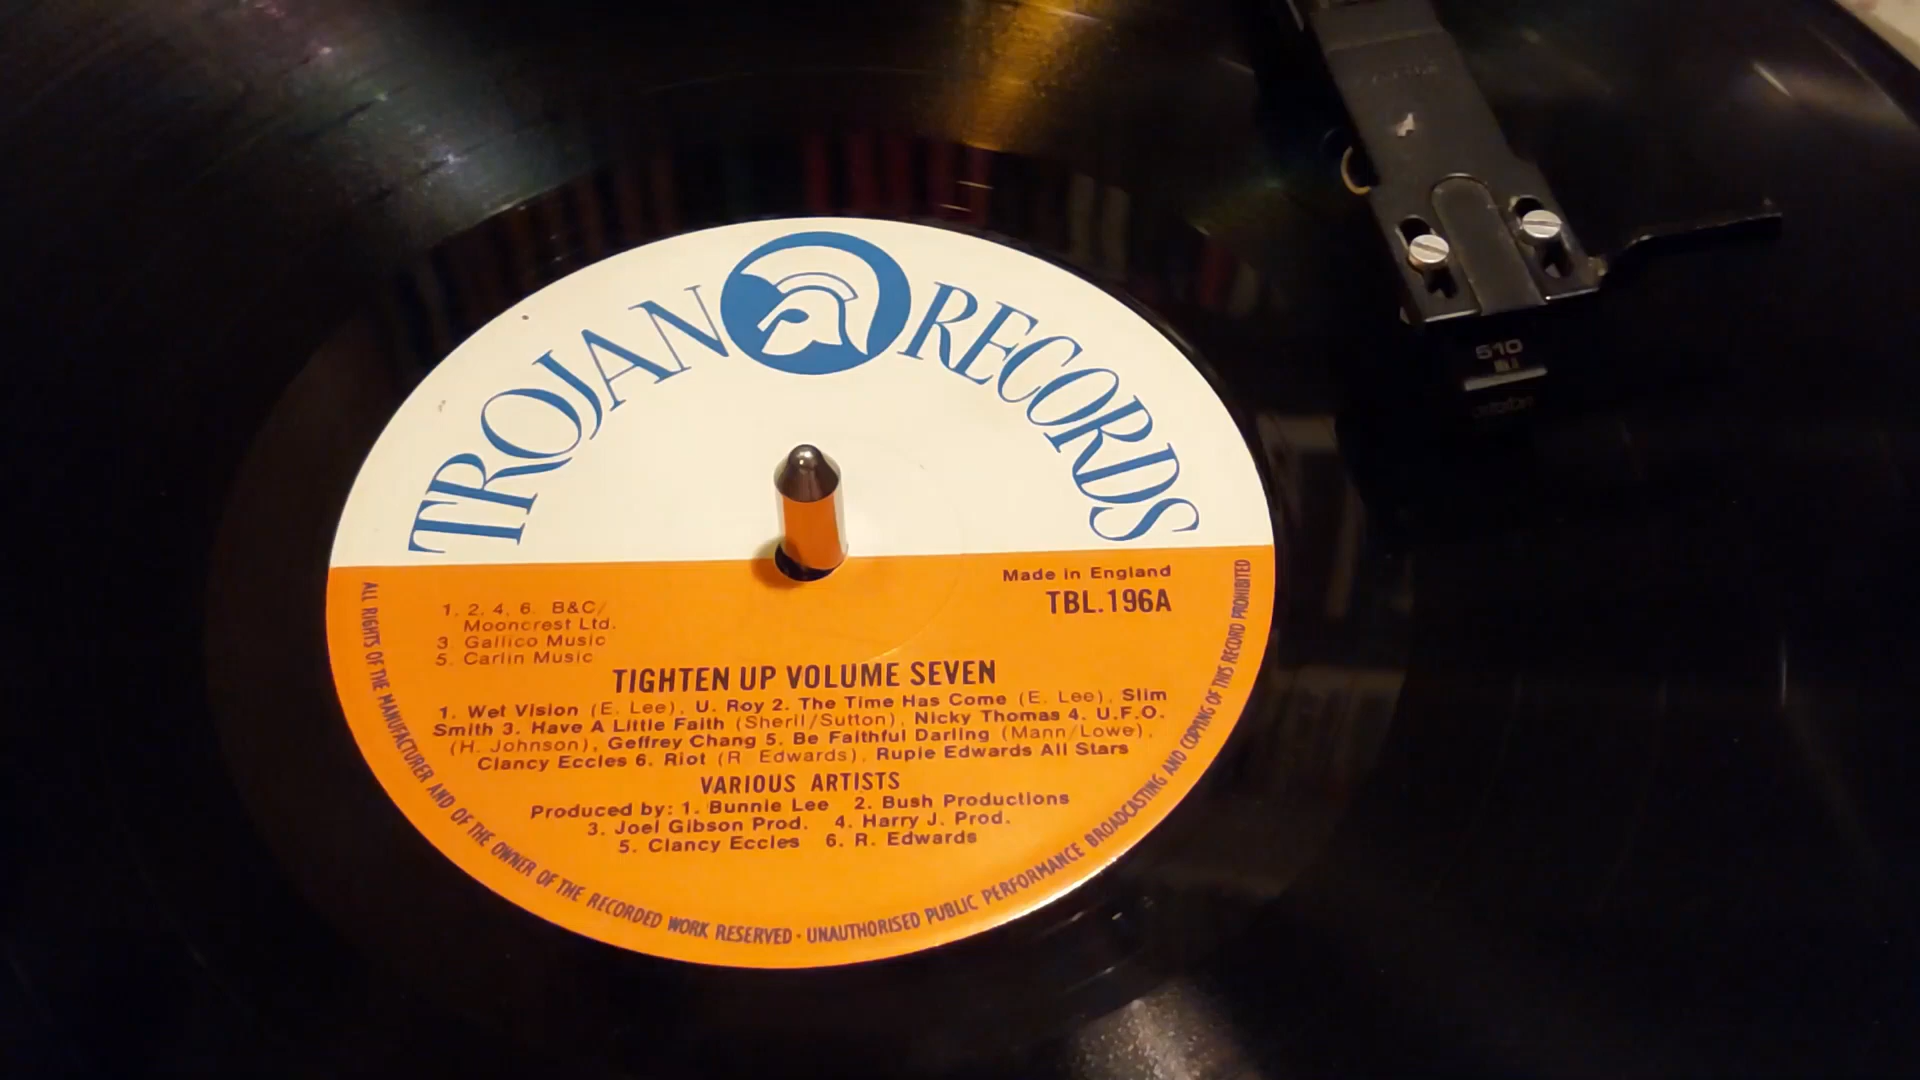 TROJAN RECORDS
Made in England
TBL.196A
1. 2. 4. 6. B&C/
Mooncrest Ltd.
3. Gallico Music
5. Carlin Music
TIGHTEN UP VOLUME SEVEN
1. Wet Vision (E. Lee), U. Roy 2. The Time Has Come (E. Lee), Slim
Smith 3. Have A Little Faith (Sheril/Sutton), Nicky Thomas 4. U.F.O.
(H. Johnson), Geffrey Chang 5. Be Faithful Darling (Mann/Lowe),
Clancy Eccles 6. Riot (R Edwards), Rupie Edwards All Stars
VARIOUS ARTISTS
Produced by: 1. Bunnie Lee 2. Bush Productions
3. Joel Gibson Prod. 4. Harry J. Prod.
5. Clancy Eccles 6. R. Edwards
ALL RIGHTS OF THE MANUFACTURER AND OF THE OWNER OF THE RECORDED WORK RESERVED · UNAUTHORISED PUBLIC PERFORMANCE BROADCASTING AND COPYING OF THIS RECORD PROHIBITED
510